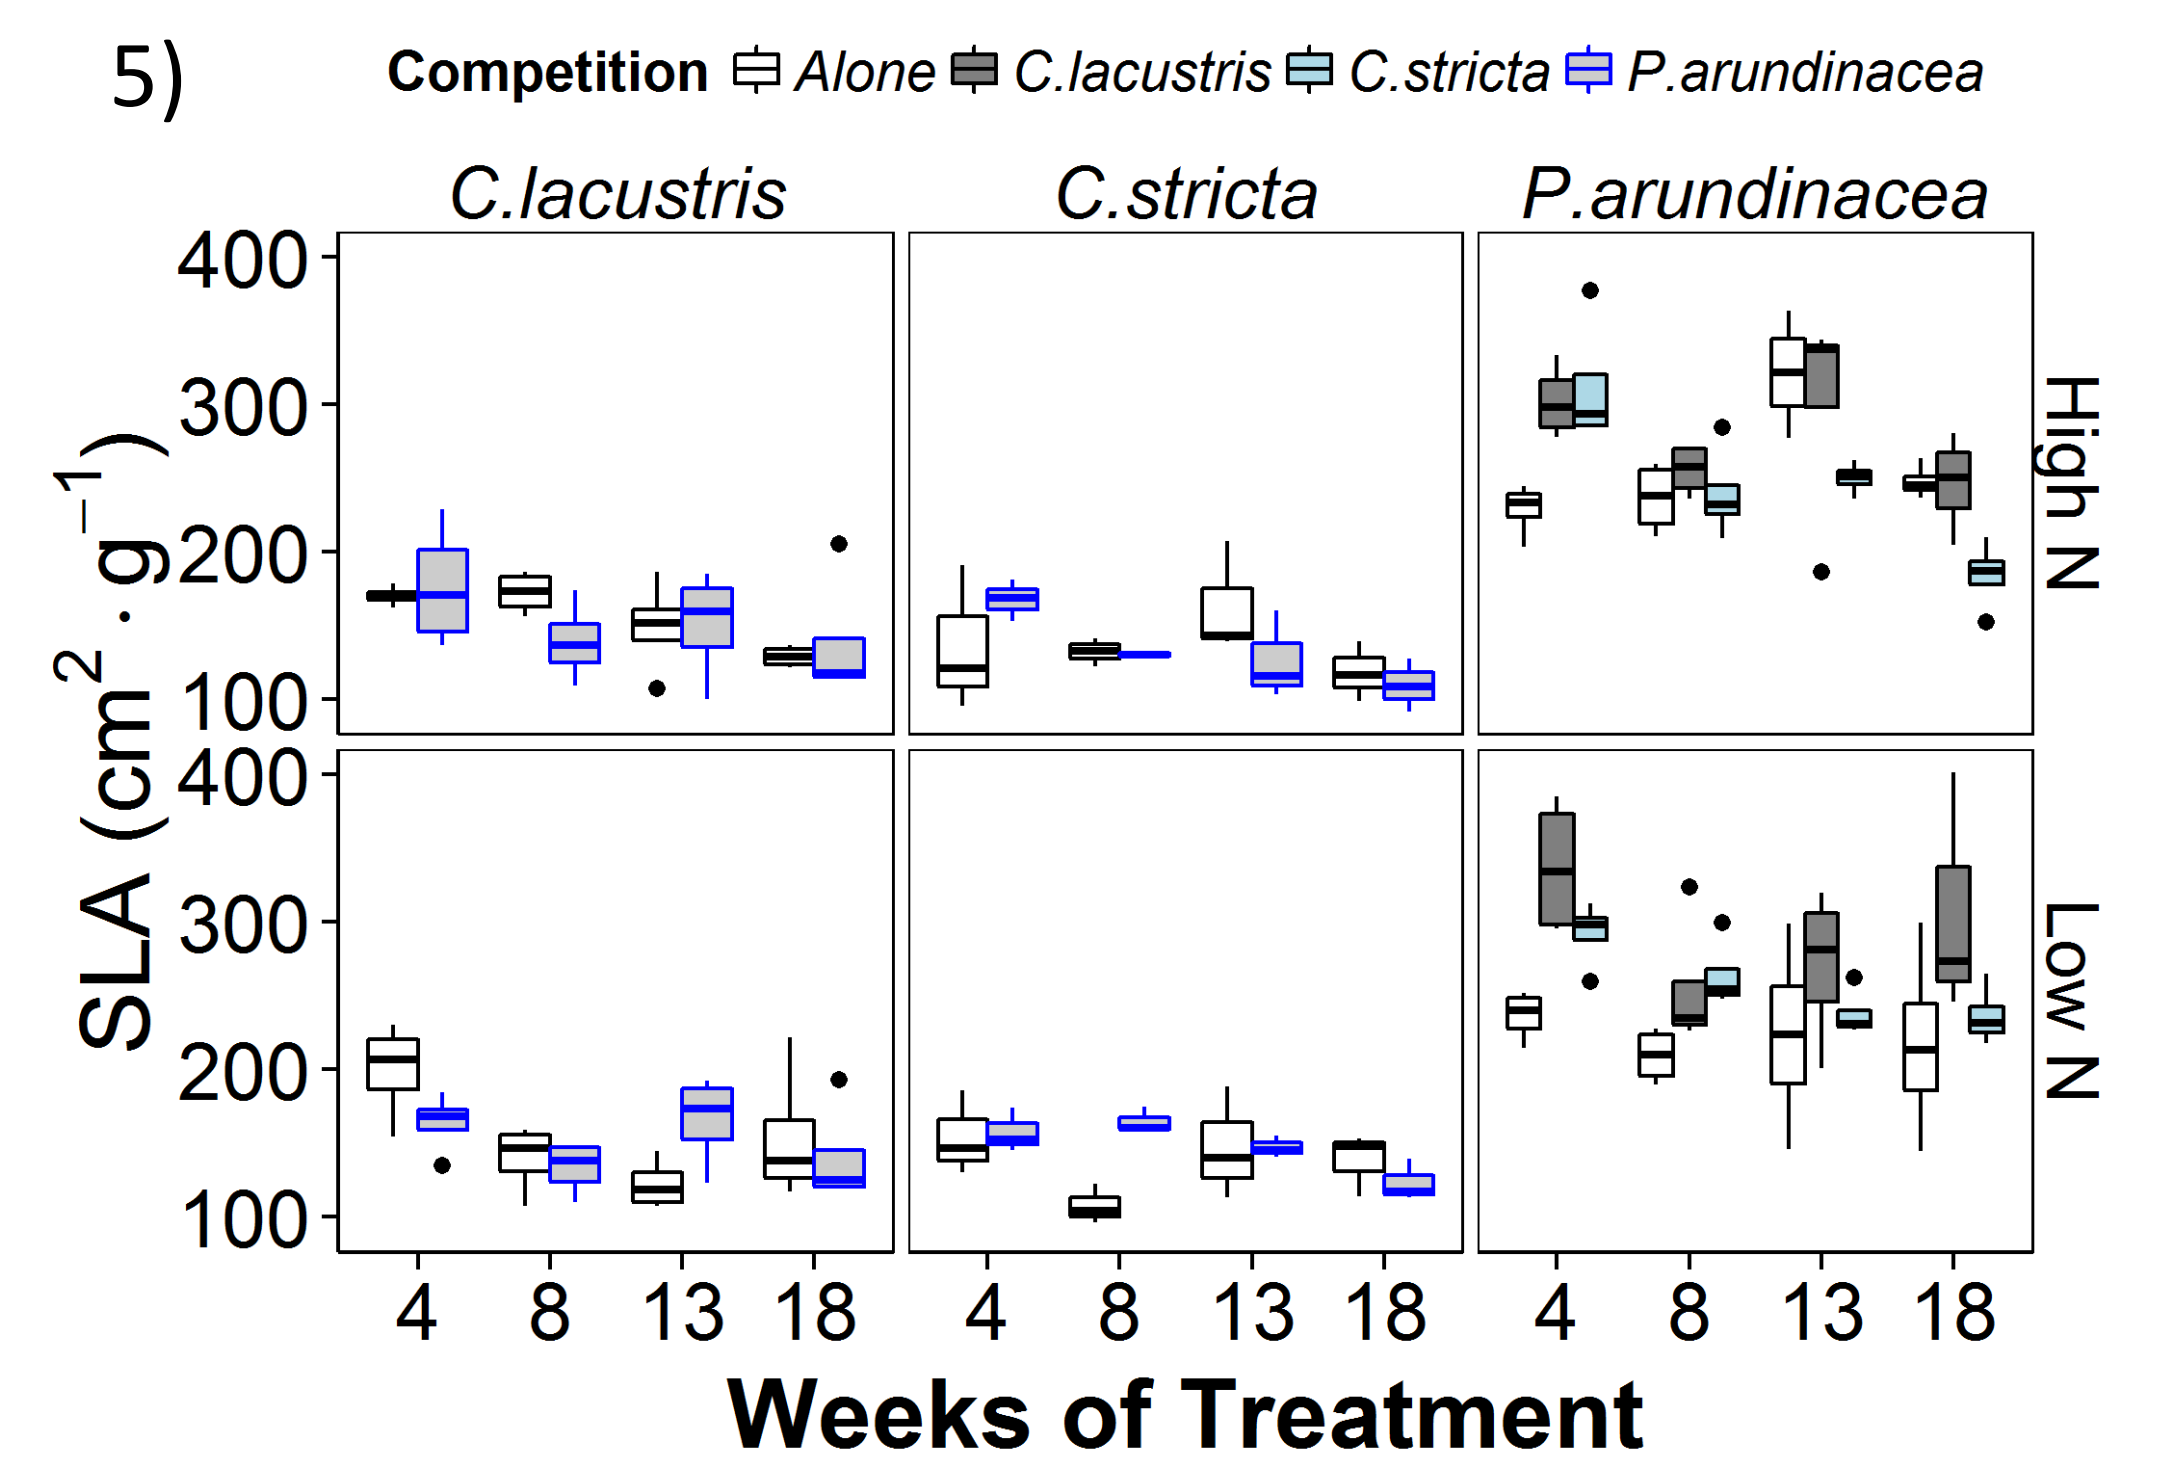 5)
Competition Alone C.lacustris C.stricta P.arundinacea
C.lacustris C.stricta P.arundinacea
400
300
200
100
High N
400
300
200
100
Low N
SLA (cm² · g⁻¹)
4 8 13 18 4 8 13 18 4 8 13 18
Weeks of Treatment